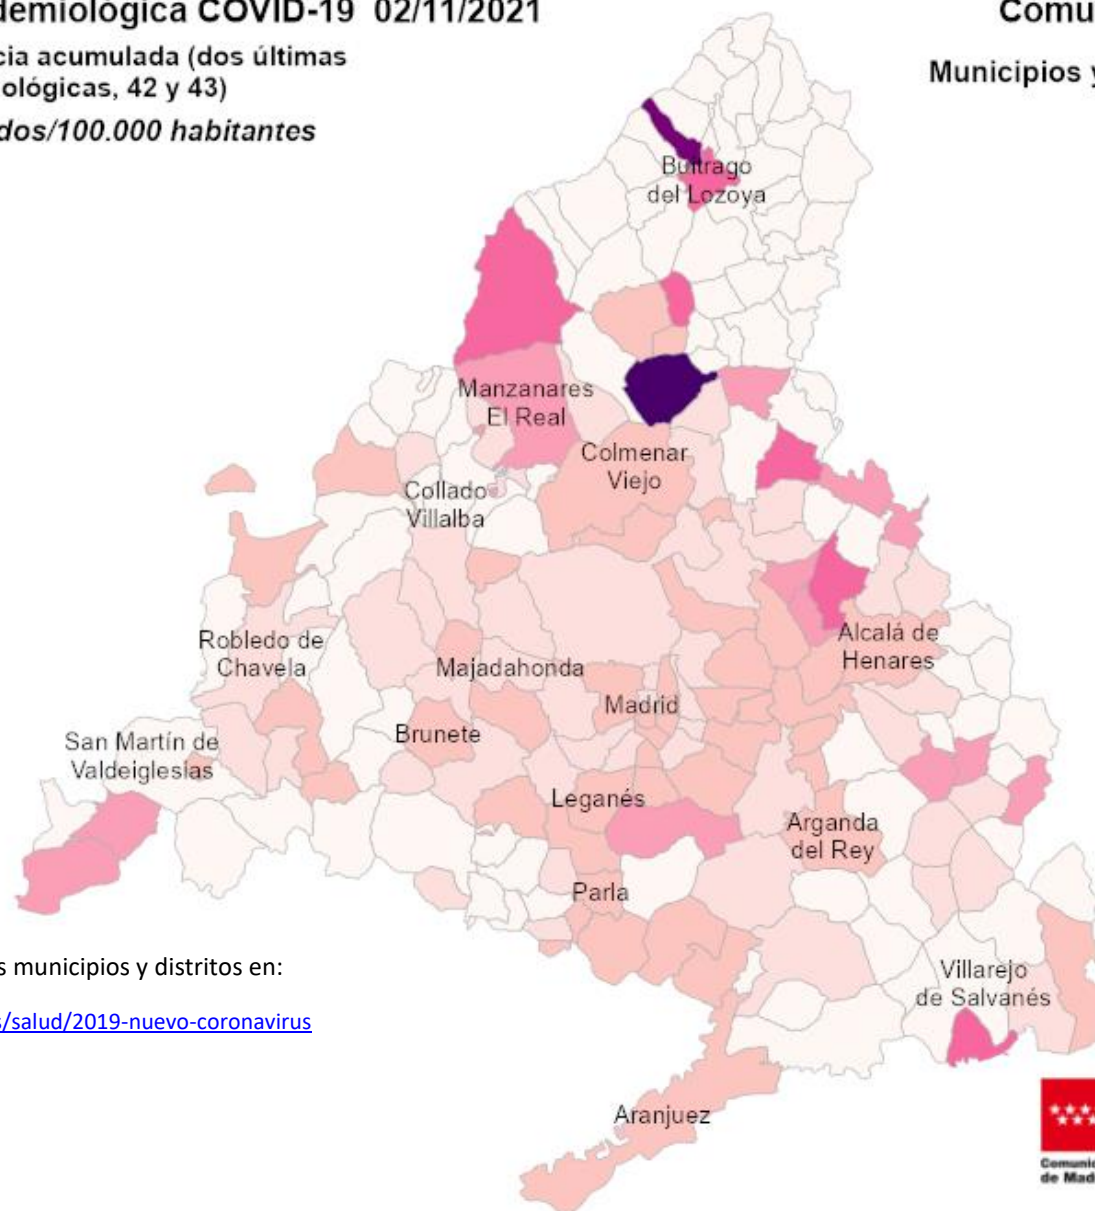 demiológica COVID-19 02/11/2021
Comu
cia acumulada (dos últimas
ológicas, 42 y 43)
Municipios y
dos/100.000 habitantes
Buitrago
del Lozoya
Manzanares
El Real
Colmenar
Viejo
Collado
Villalba
Robledo de
Chavela
Alcalá de
Henares
Majadahonda
Madrid
Brunete
San Martín de
Valdeiglesias
Leganés
Arganda
del Rey
Parla
s municipios y distritos en:
Villarejo
de Salvanés
s/salud/2019-nuevo-coronavirus
Aranjuez
Comunid
de Mad